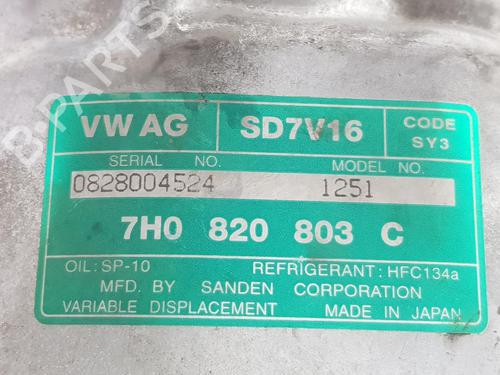 B-PARTS
VW AG SD7V16 CODE SY3
SERIAL NO. MODEL NO.
0828004524 1251
7H0 820 803 C
OIL: SP-10 REFRIGERANT: HFC134a
MFD. BY SANDEN CORPORATION
VARIABLE DISPLACEMENT MADE IN JAPAN